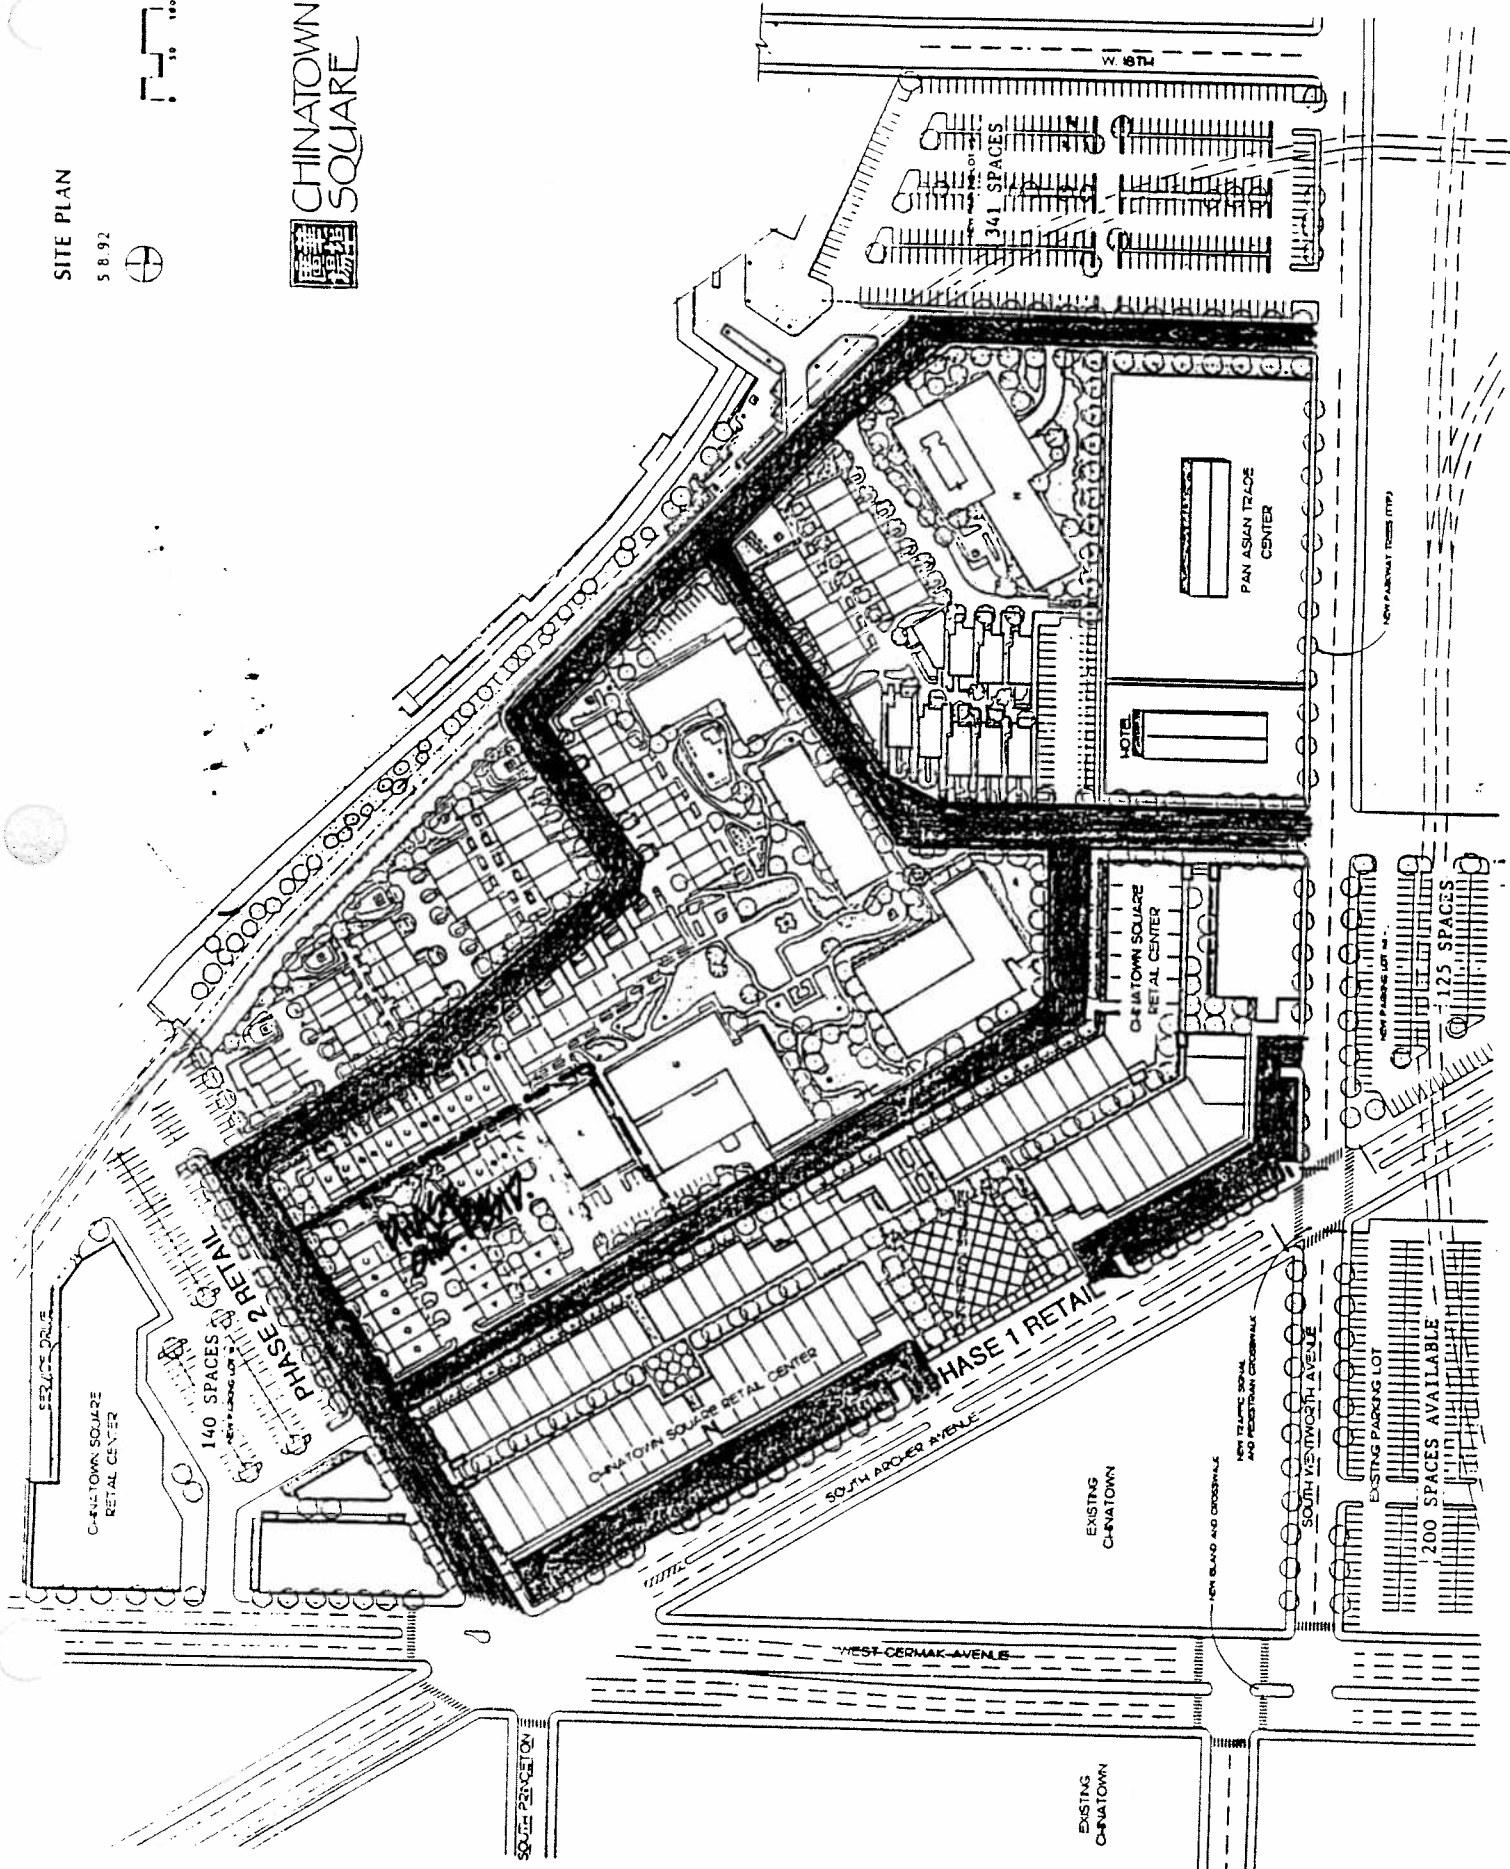 SITE PLAN
5 8.92
CHINATOWN
SQUARE
W. 18TH
341 SPACES
PAN ASIAN TRADE
CENTER
HOTEL
NEW PARKWAY TREES (TYP.)
CHINATOWN SQUARE
RETAIL CENTER
125 SPACES
SERVICE DRIVE
CHINATOWN SQUARE
RETAIL CENTER
140 SPACES
PHASE 2 RETAIL
CHINATOWN SQUARE RETAIL CENTER
PHASE 1 RETAIL
SOUTH ARCHER AVENUE
NEW TRAFFIC SIGNAL
AND PEDESTRIAN CROSSWALK
SOUTH WENTWORTH AVENUE
EXISTING PARKING LOT
200 SPACES AVAILABLE
EXISTING
CHINATOWN
NEW ISLAND AND CROSSWALK
WEST CERMAK AVENUE
SOUTH PRINCETON
EXISTING
CHINATOWN